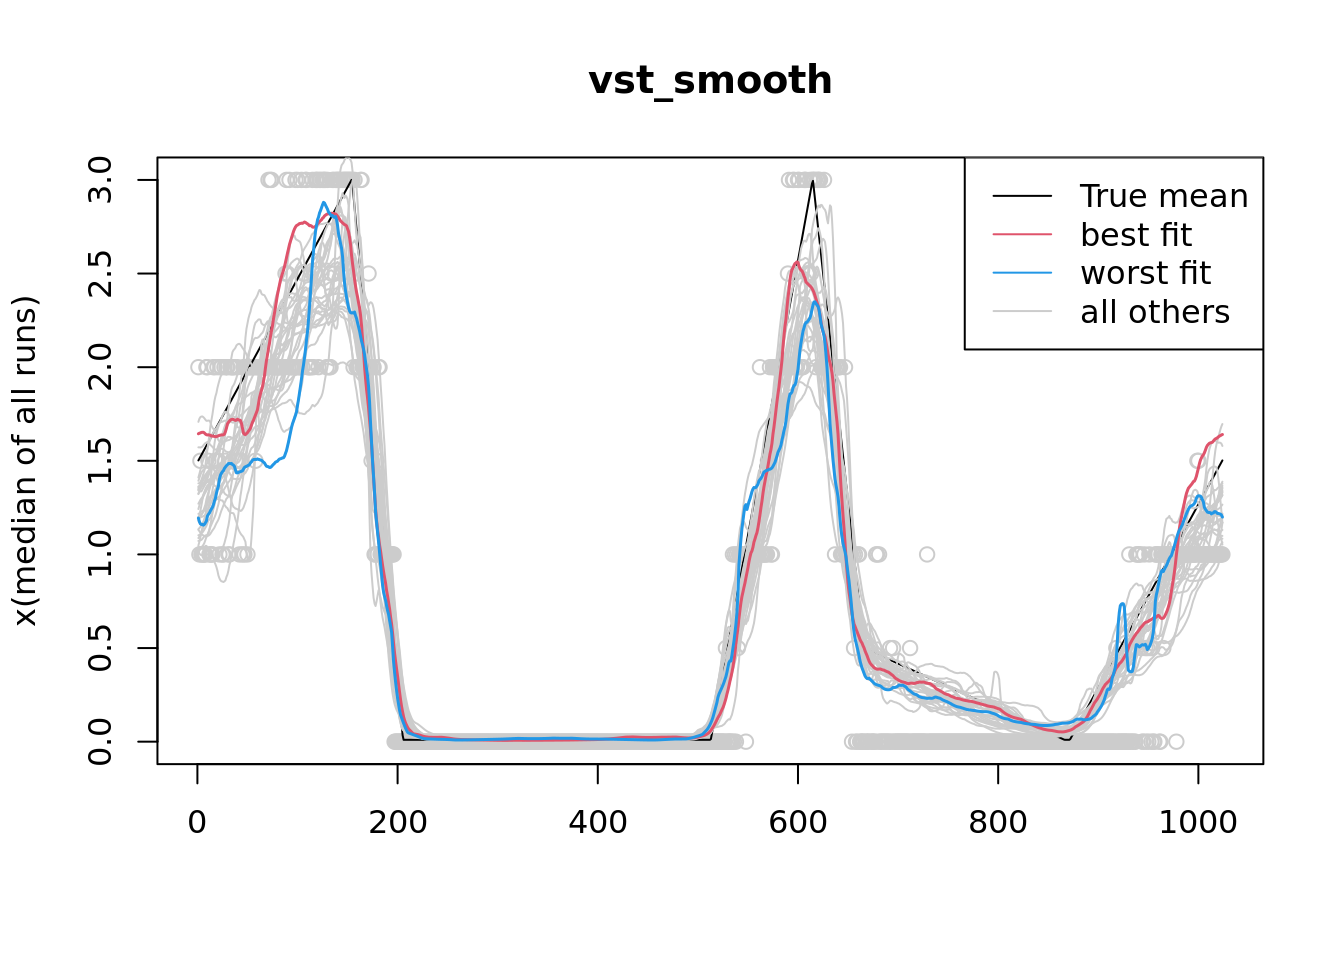 vst_smooth
x(median of all runs)
3.0
2.5
2.0
1.5
1.0
0.5
0.0
True mean
best fit
worst fit
all others
0 200 400 600 800 1000